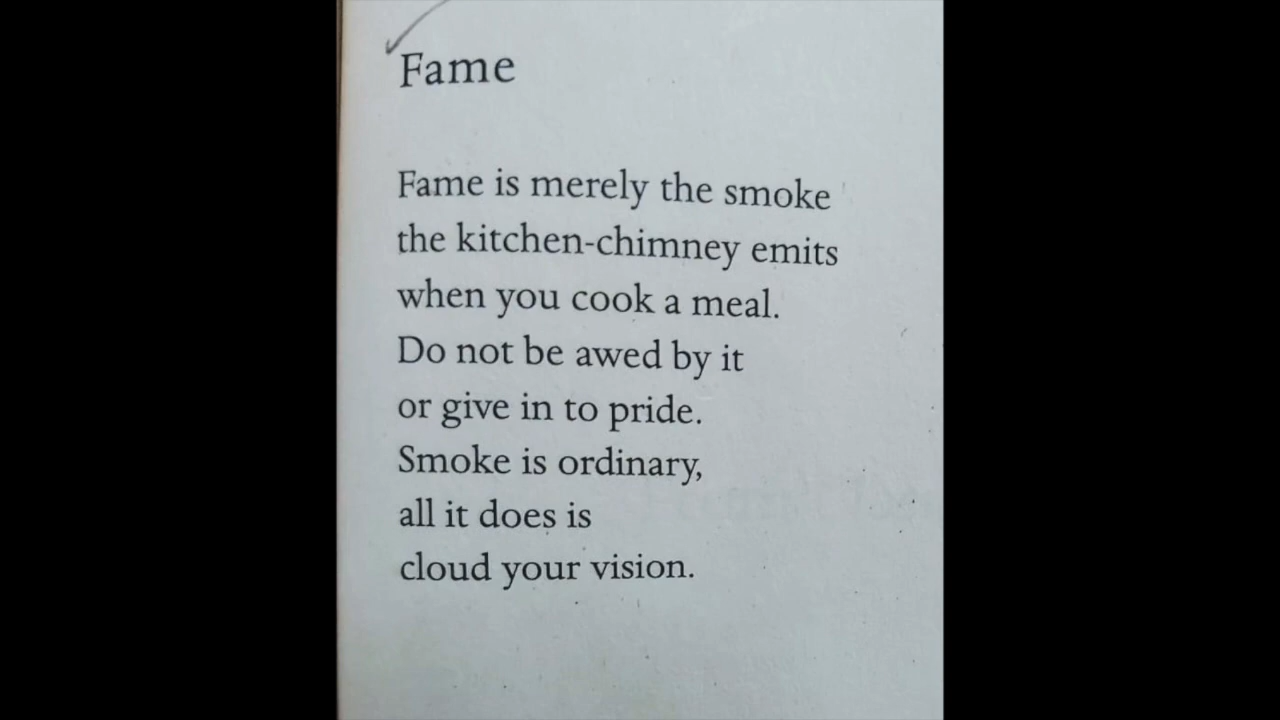 Fame
Fame is merely the smoke
the kitchen-chimney emits
when you cook a meal.
Do not be awed by it
or give in to pride.
Smoke is ordinary,
all it does is
cloud your vision.